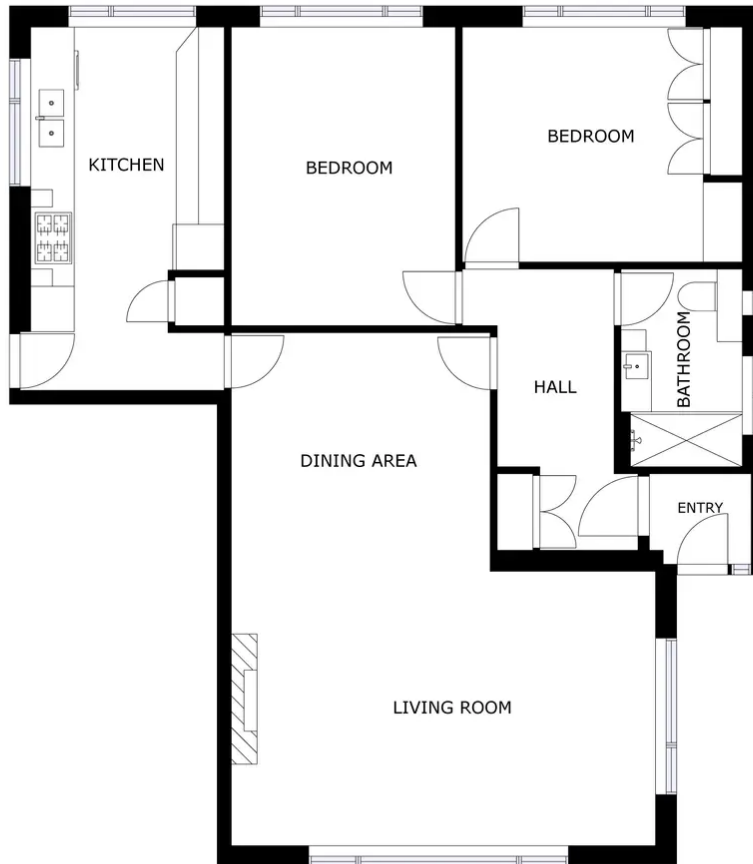 KITCHEN
BEDROOM
BEDROOM
BATHROOM
HALL
DINING AREA
ENTRY
LIVING ROOM